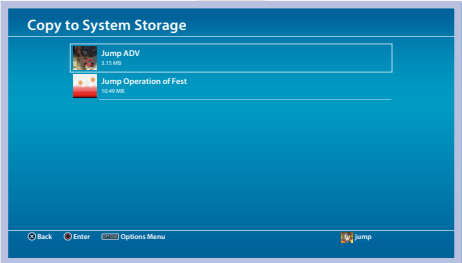 Copy to System Storage
Jump ADV
3.15 MB
Jump Operation of Fest
10.49 MB
Back Enter OPTIONS Options Menu jump